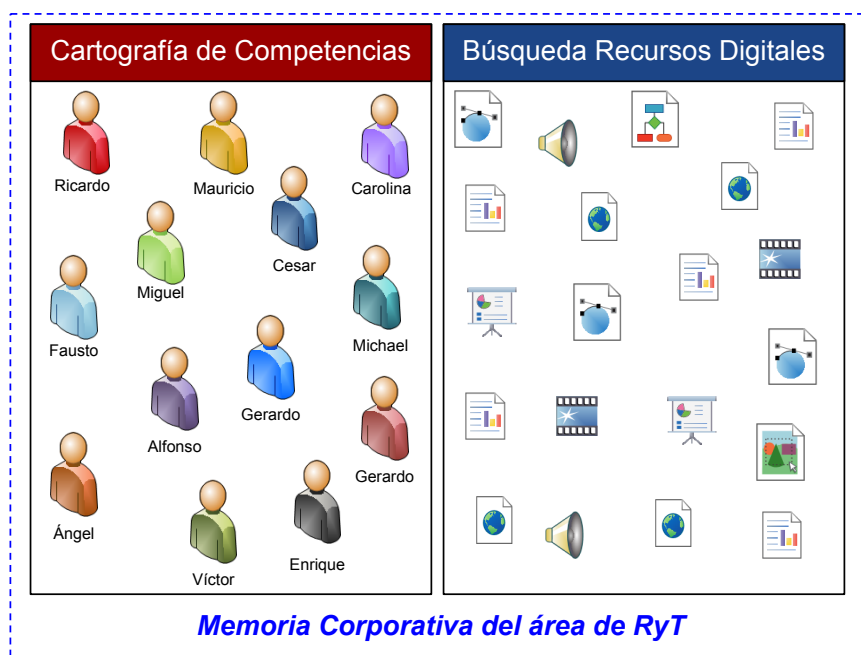 Cartografía de Competencias
Búsqueda Recursos Digitales
Ricardo
Mauricio
Carolina
Cesar
Miguel
Fausto
Michael
Gerardo
Alfonso
Gerardo
Ángel
Víctor
Enrique
Memoria Corporativa del área de RyT